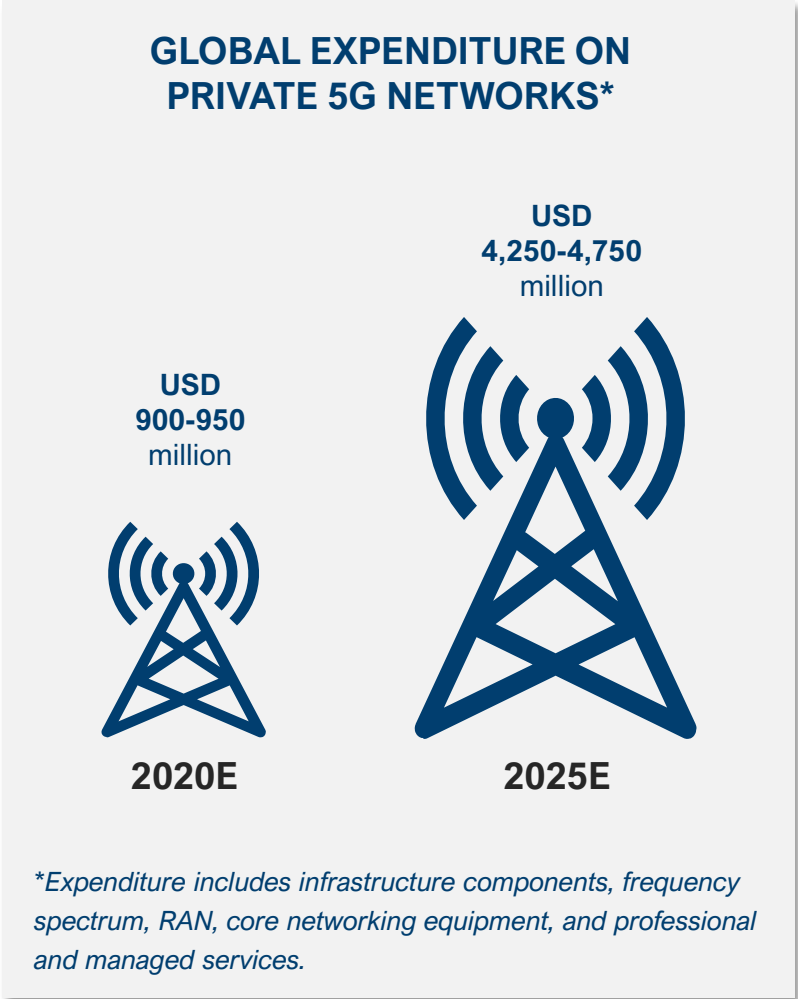 GLOBAL EXPENDITURE ON
PRIVATE 5G NETWORKS*
USD
4,250-4,750
million
USD
900-950
million
2020E
2025E
*Expenditure includes infrastructure components, frequency
spectrum, RAN, core networking equipment, and professional
and managed services.